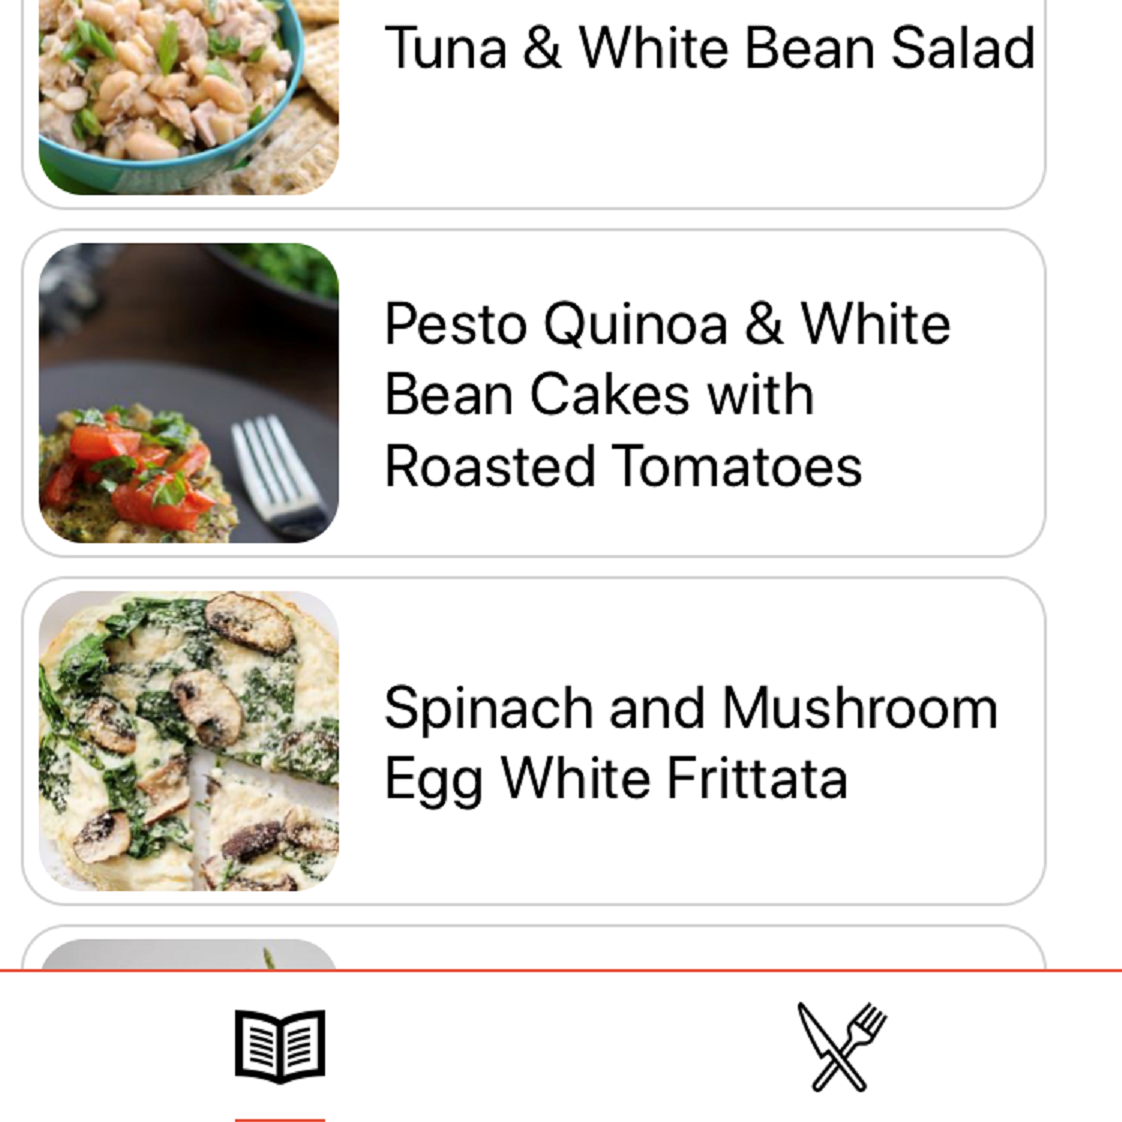 Tuna & White Bean Salad
Pesto Quinoa & White
Bean Cakes with
Roasted Tomatoes
Spinach and Mushroom
Egg White Frittata